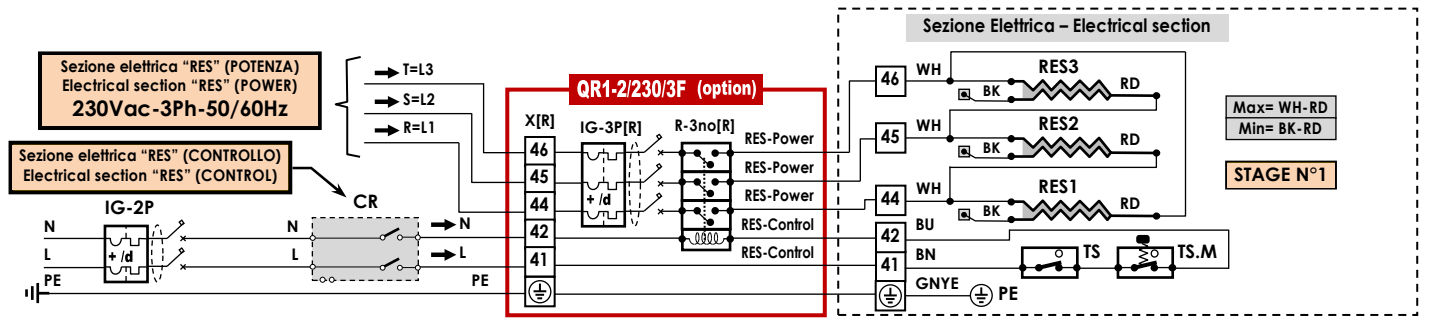 Sezione Elettrica – Electrical section
Sezione elettrica “RES” (POTENZA)
Electrical section “RES” (POWER)
230Vac-3Ph-50/60Hz
T=L3
S=L2
R=L1
Sezione elettrica “RES” (CONTROLLO)
Electrical section “RES” (CONTROL)
IG-2P
N
L
PE
+ /d
CR
N
L
N
L
PE
QR1-2/230/3F (option)
X[R]
46
45
44
42
41
IG-3P[R]
+ /d
R-3no[R]
RES-Power
RES-Power
RES-Power
RES-Control
RES-Control
46
WH
BK
RES3
RD
45
WH
BK
RES2
RD
44
WH
BK
RES1
RD
42
BU
41
BN
TS
TS.M
GNYE
PE
Max= WH-RD
Min= BK-RD
STAGE N°1